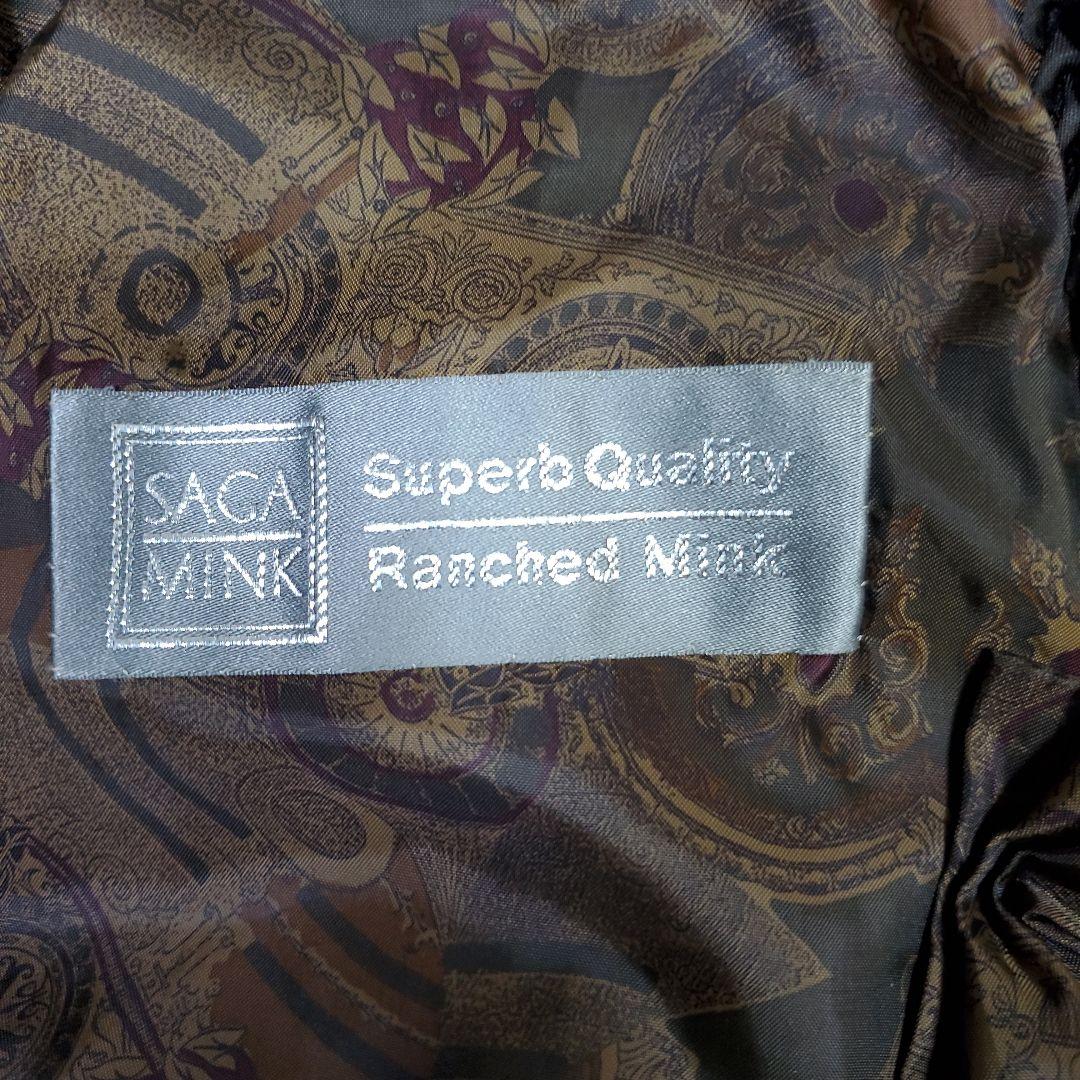 SAGA
MINK
Superb Quality
Ranched Mink